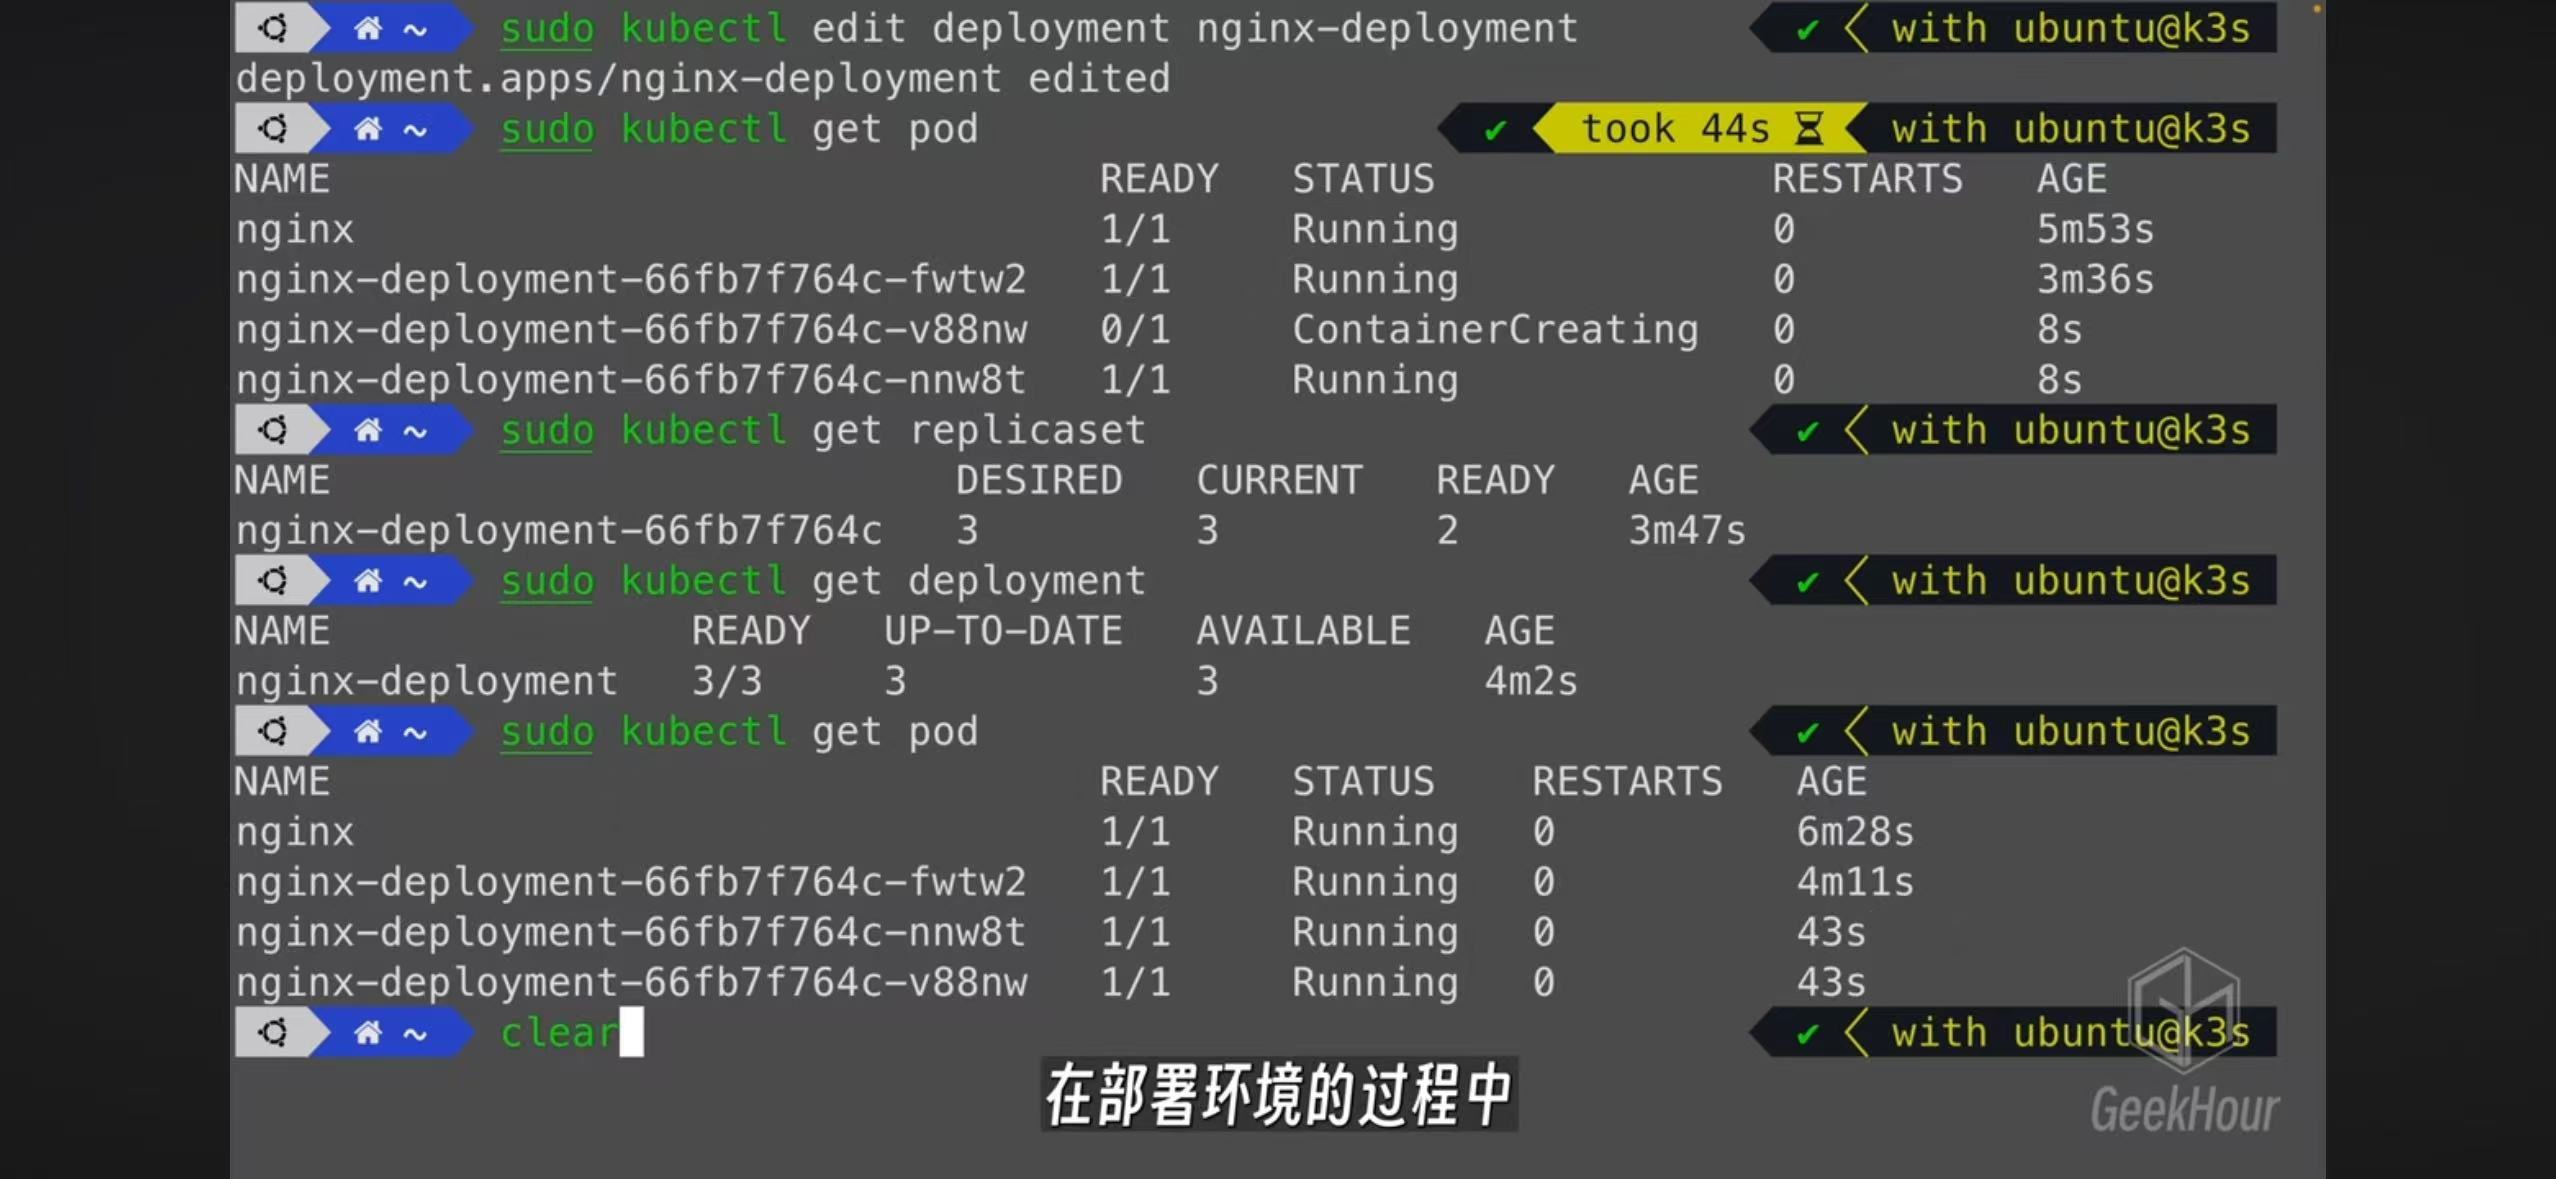 ~ sudo kubectl edit deployment nginx-deployment ✔ with ubuntu@k3s
deployment.apps/nginx-deployment edited
~ sudo kubectl get pod ✔ took 44s with ubuntu@k3s
NAME READY STATUS RESTARTS AGE
nginx 1/1 Running 0 5m53s
nginx-deployment-66fb7f764c-fwtw2 1/1 Running 0 3m36s
nginx-deployment-66fb7f764c-v88nw 0/1 ContainerCreating 0 8s
nginx-deployment-66fb7f764c-nnw8t 1/1 Running 0 8s
~ sudo kubectl get replicaset ✔ with ubuntu@k3s
NAME DESIRED CURRENT READY AGE
nginx-deployment-66fb7f764c 3 3 2 3m47s
~ sudo kubectl get deployment ✔ with ubuntu@k3s
NAME READY UP-TO-DATE AVAILABLE AGE
nginx-deployment 3/3 3 3 4m2s
~ sudo kubectl get pod ✔ with ubuntu@k3s
NAME READY STATUS RESTARTS AGE
nginx 1/1 Running 0 6m28s
nginx-deployment-66fb7f764c-fwtw2 1/1 Running 0 4m11s
nginx-deployment-66fb7f764c-nnw8t 1/1 Running 0 43s
nginx-deployment-66fb7f764c-v88nw 1/1 Running 0 43s
~ clear ✔ with ubuntu@k3s
在部署环境的过程中
GeekHour